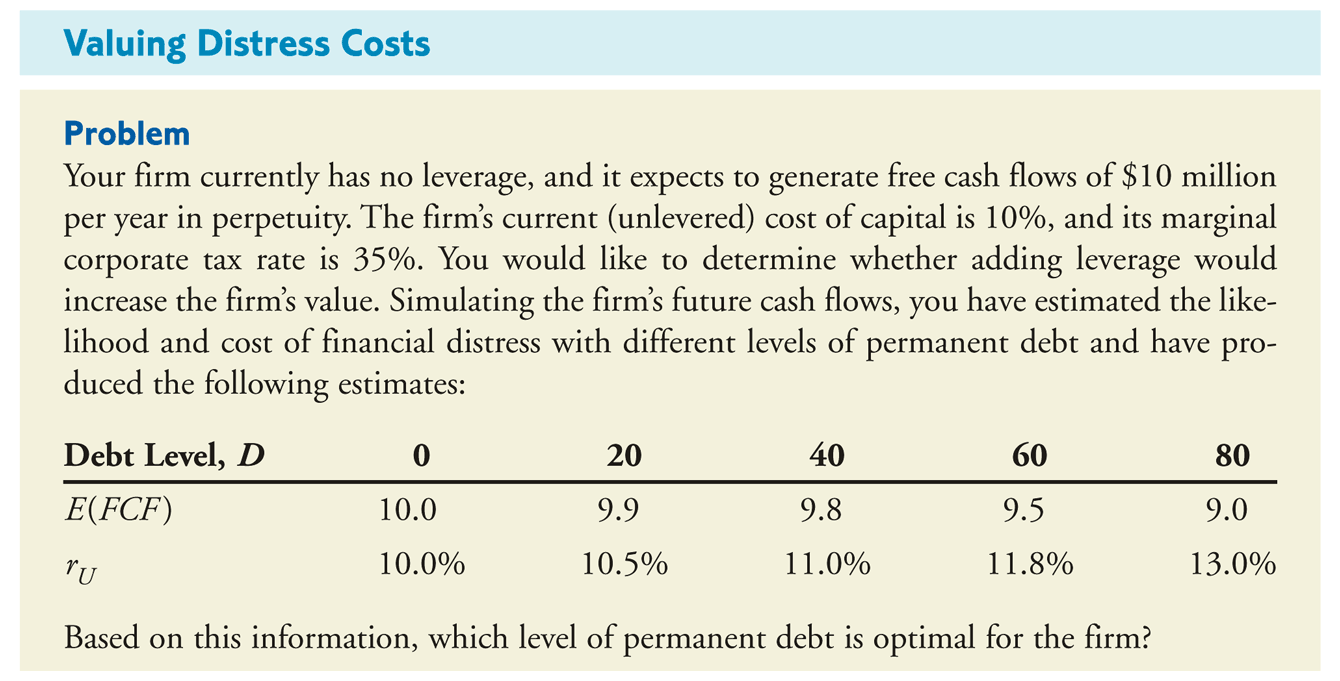 Valuing Distress Costs
Problem
Your firm currently has no leverage, and it expects to generate free cash flows of $10 million
per year in perpetuity. The firm’s current (unlevered) cost of capital is 10%, and its marginal
corporate tax rate is 35%. You would like to determine whether adding leverage would
increase the firm’s value. Simulating the firm’s future cash flows, you have estimated the like-
lihood and cost of financial distress with different levels of permanent debt and have pro-
duced the following estimates:
Debt Level, D 0 20 40 60 80
E(FCF) 10.0 9.9 9.8 9.5 9.0
rU 10.0% 10.5% 11.0% 11.8% 13.0%
Based on this information, which level of permanent debt is optimal for the firm?